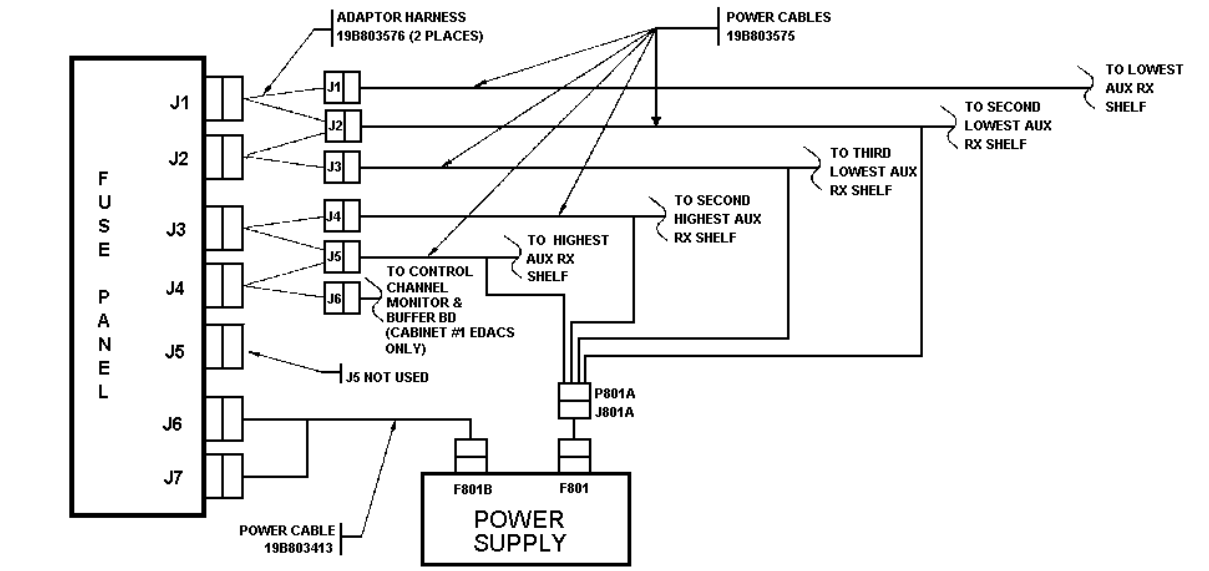 ADAPTOR HARNESS
19B803576 (2 PLACES)
POWER CABLES
19B803575
FUSE PANEL
J1
J2
J3
J4
J5
J6
J7
J1
J2
J3
J4
J5
J6
TO LOWEST
AUX RX
SHELF
TO SECOND
LOWEST AUX
RX SHELF
TO THIRD
LOWEST AUX
RX SHELF
TO SECOND
HIGHEST AUX
RX SHELF
TO HIGHEST
AUX RX
SHELF
TO CONTROL
CHANNEL
MONITOR &
BUFFER BD
(CABINET #1 EDACS
ONLY)
J5 NOT USED
P801A
J801A
F801B
F801
POWER
SUPPLY
POWER CABLE
19B803413